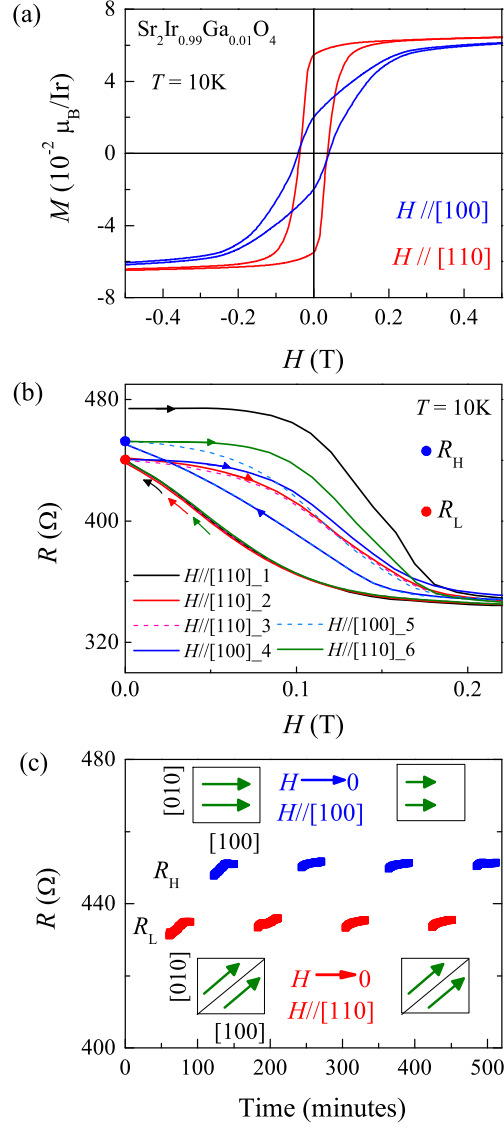 (a)
Sr2Ir0.99Ga0.01O4
T = 10K
M (10-2 μB/Ir)
8
4
0
-4
-8
H//[100]
H// [110]
-0.4 -0.2 0.0 0.2 0.4
H (T)
(b)
T = 10K
RH
RL
R (Ω)
480
400
320
H//[110]_1
H//[110]_2
H//[110]_3 H//[100]_5
H//[100]_4 H//[110]_6
0.0 0.1 0.2
H (T)
(c)
480
440
400
R (Ω)
[010]
[100]
H 0
H//[100]
RH
RL
[010]
[100]
H 0
H//[110]
0 100 200 300 400 500
Time (minutes)